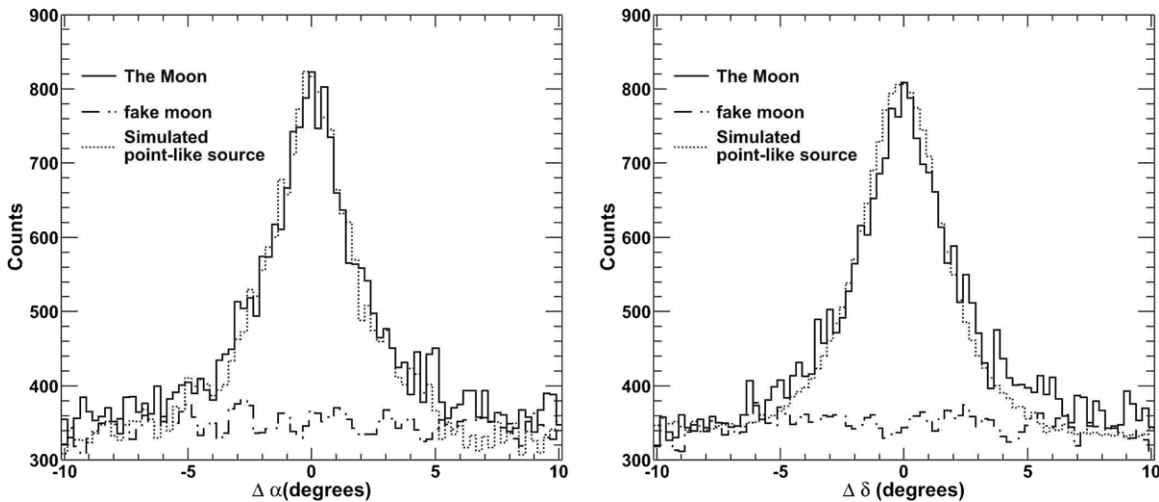 900
800
700
600
500
400
300
Counts
The Moon
fake moon
Simulated
point-like source
-10
-5
0
5
10
Δ α(degrees)
900
800
700
600
500
400
300
Counts
The Moon
fake moon
Simulated
point-like source
-10
-5
0
5
10
Δ δ (degrees)